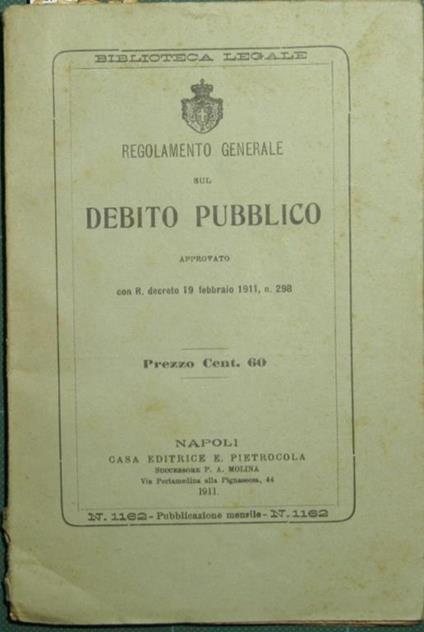 BIBLIOTECA LEGALE
REGOLAMENTO GENERALE
SUL
DEBITO PUBBLICO
APPROVATO
con R. decreto 19 febbraio 1911, n. 298
Prezzo Cent. 60
NAPOLI
CASA EDITRICE E. PIETROCOLA
SUCCESSORE P. A. MOLINA
Via Portamedina alla Pignasecca, 44
1911.
N. 1162 - Pubblicazione mensile - N. 1162